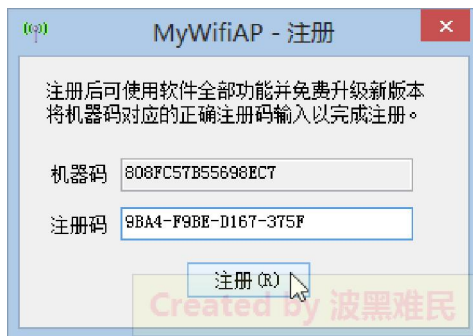 MyWifiAP - 注册
注册后可使用软件全部功能并免费升级新版本
将机器码对应的正确注册码输入以完成注册。
机器码 808FC57B55698EC7
注册码 9BA4-F9BE-D167-375F
注册(R)
Created by 波黑难民